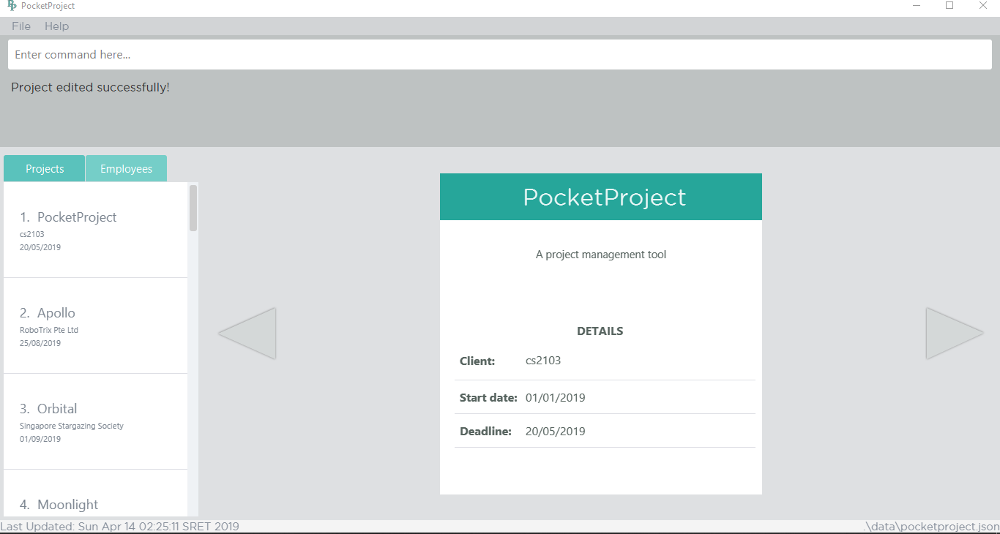 PocketProject
File Help
Enter command here...
Project edited successfully!
Projects Employees
1. PocketProject
cs2103
20/05/2019
2. Apollo
RoboTrix Pte Ltd
25/08/2019
3. Orbital
Singapore Stargazing Society
01/09/2019
4. Moonlight
PocketProject
A project management tool
DETAILS
Client: cs2103
Start date: 01/01/2019
Deadline: 20/05/2019
Last Updated: Sun Apr 14 02:25:11 SRET 2019
.\data\pocketproject.json